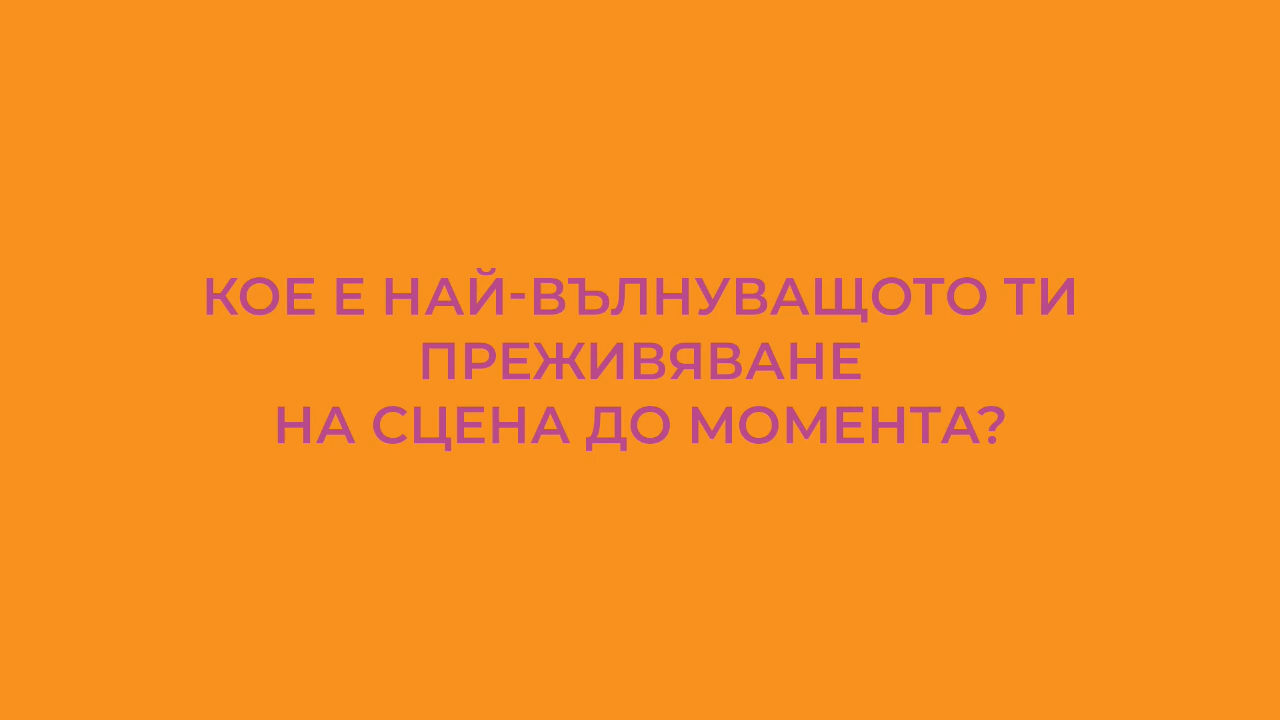 КОЕ Е НАЙ-ВЪЛНУВАЩОТО ТИ
ПРЕЖИВЯВАНЕ
НА СЦЕНА ДО МОМЕНТА?